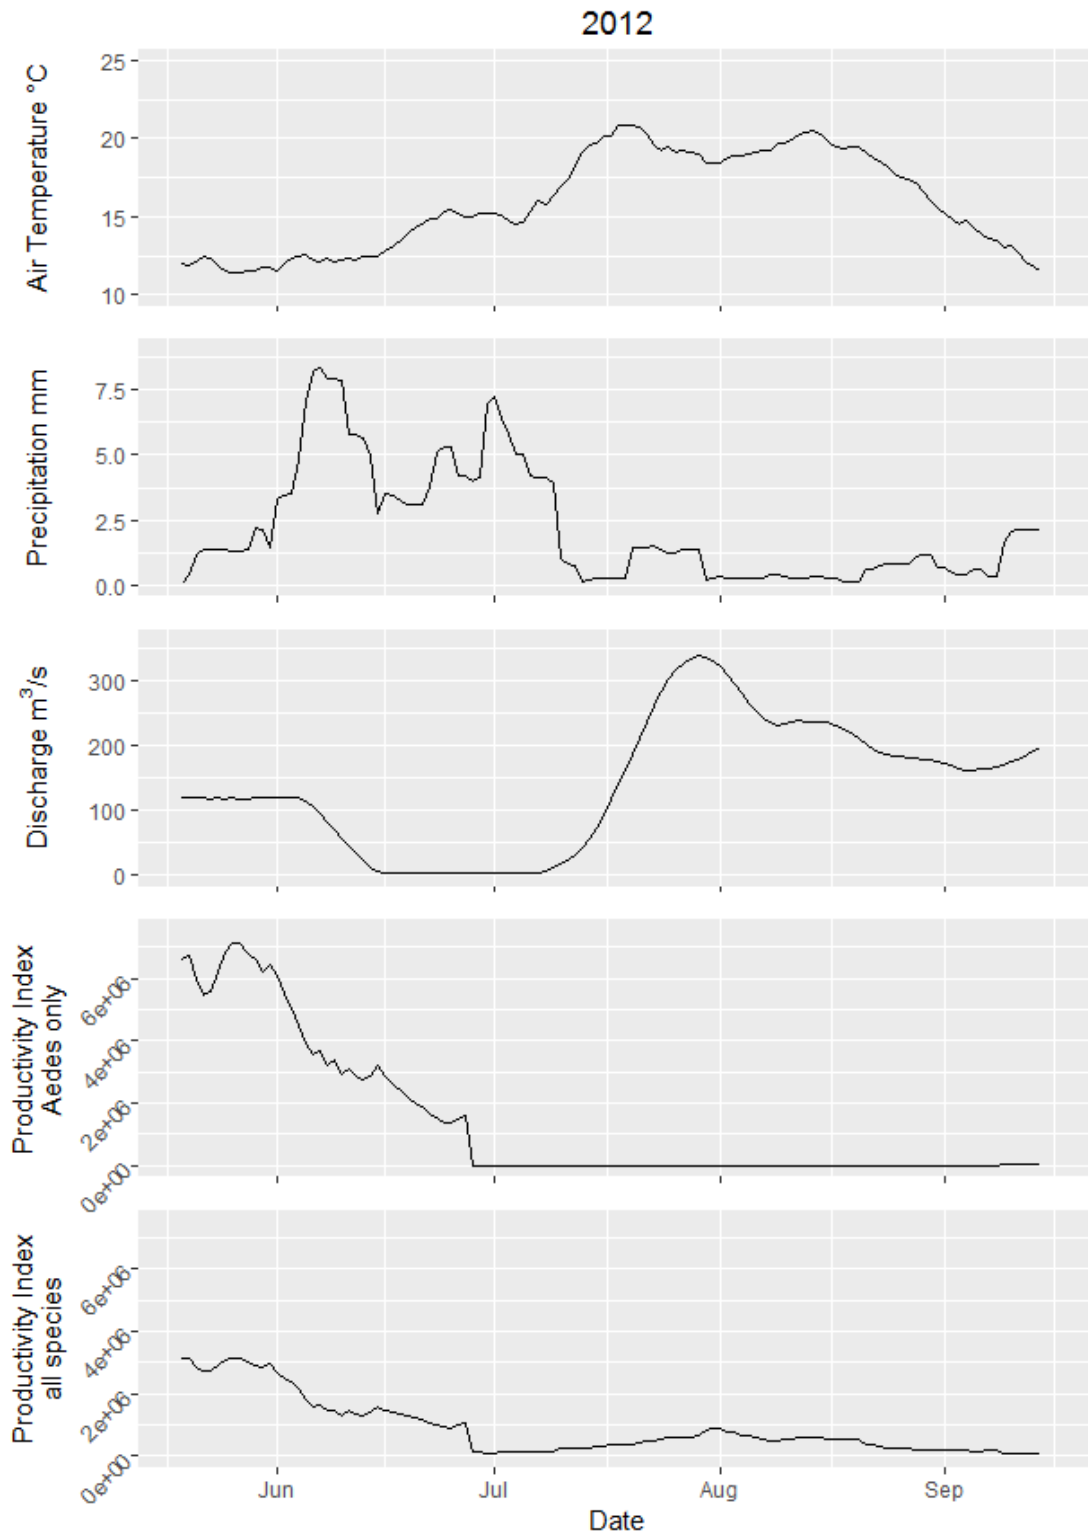 2012
Air Temperature °C
25
20
15
10
Precipitation mm
7.5
5.0
2.5
0.0
Discharge m³/s
300
200
100
0
Productivity Index
Aedes only
6e+06
4e+06
2e+06
0e+00
Productivity Index
all species
6e+06
4e+06
2e+06
0e+00
Jun Jul Aug Sep
Date